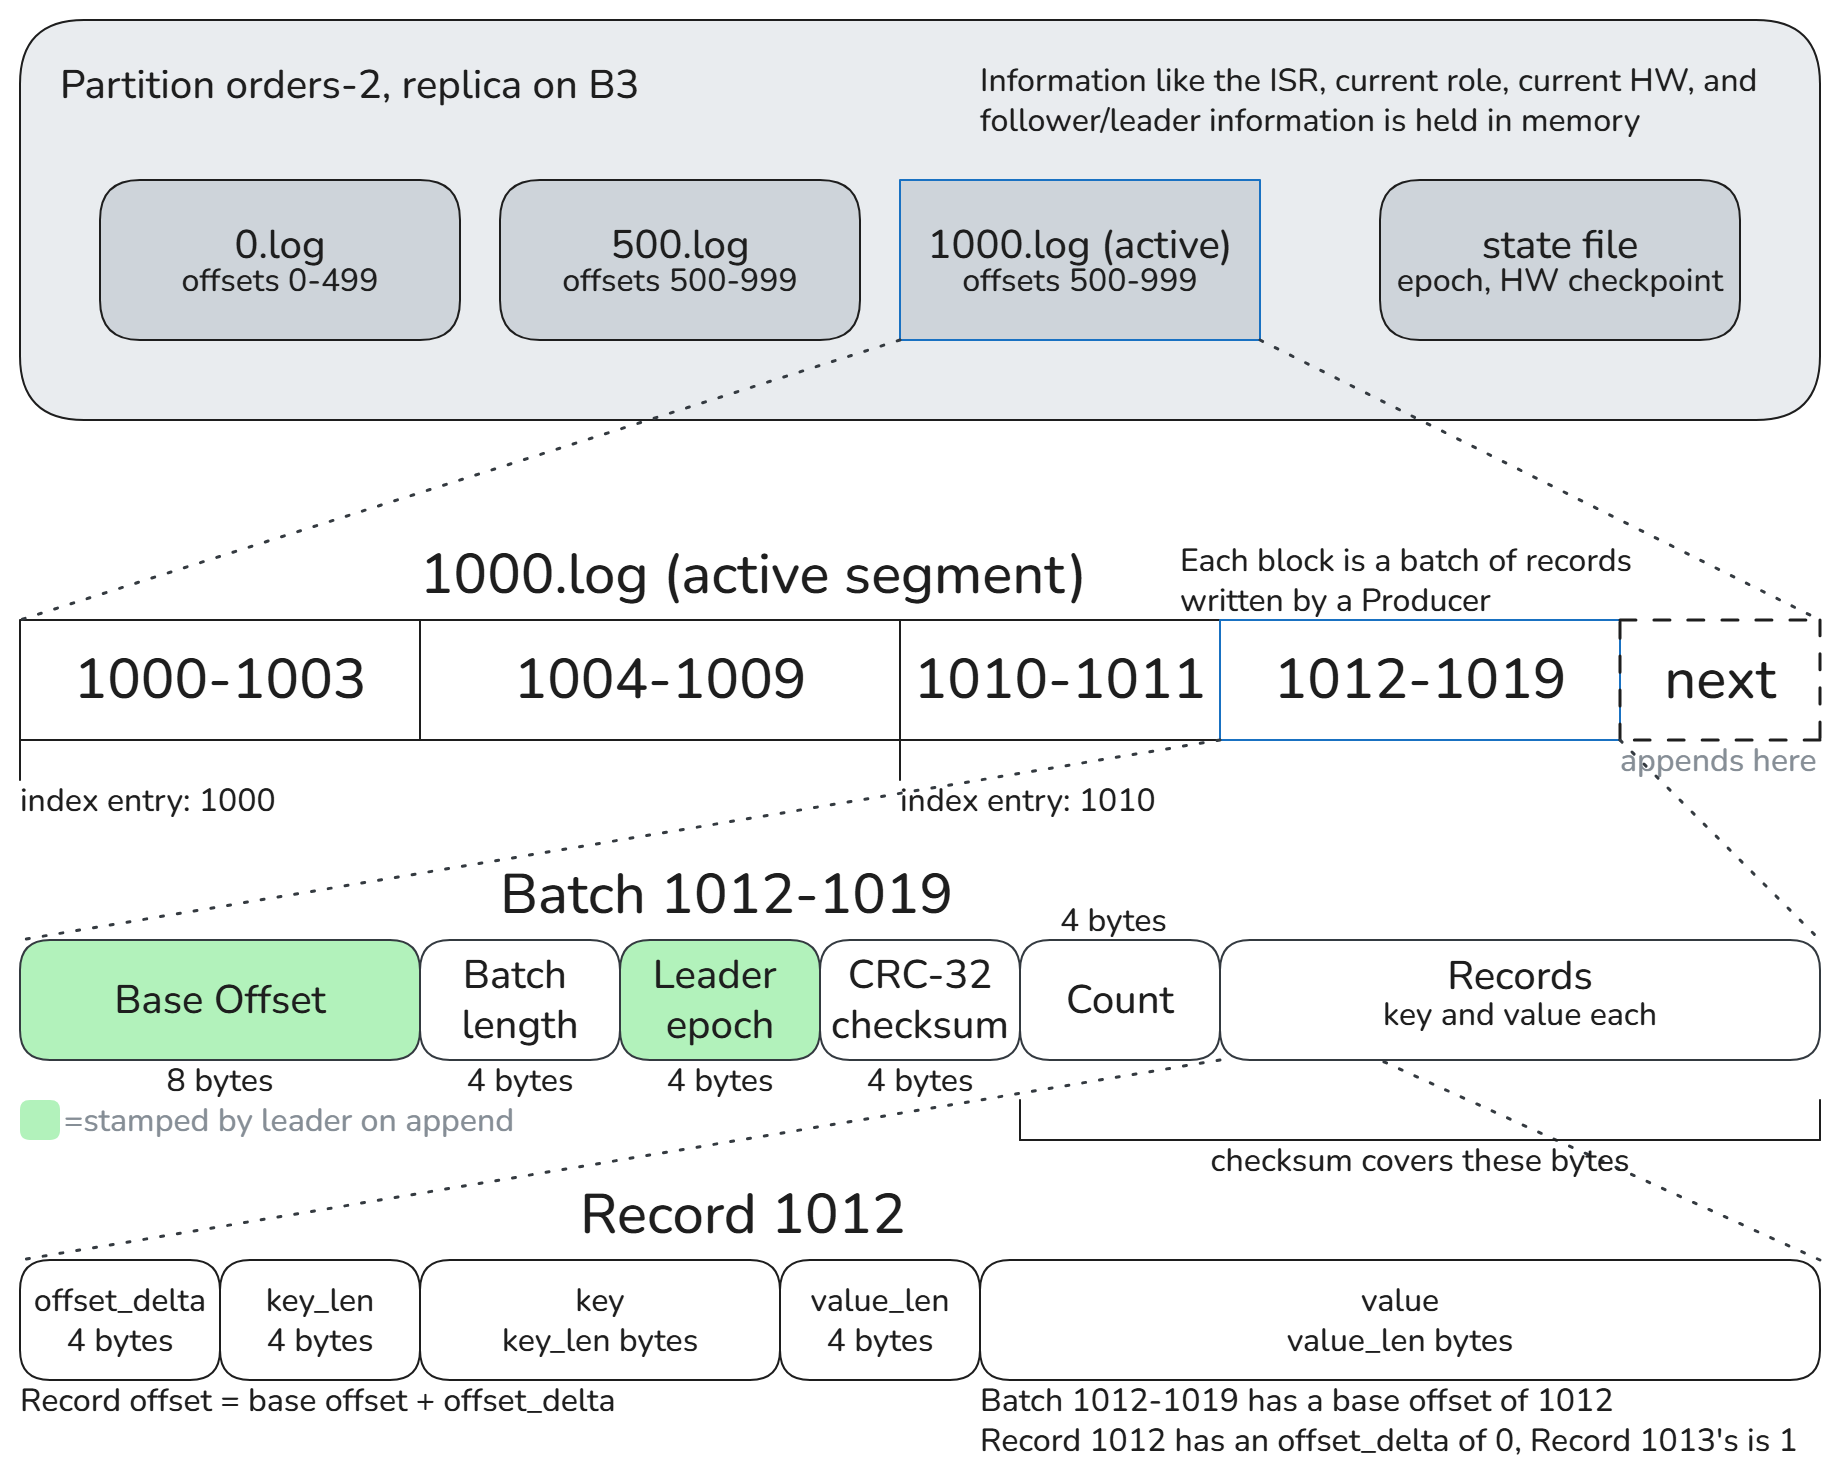 Partition orders-2, replica on B3
Information like the ISR, current role, current HW, and
follower/leader information is held in memory
0.log
offsets 0-499
500.log
offsets 500-999
1000.log (active)
offsets 500-999
state file
epoch, HW checkpoint
1000.log (active segment)
Each block is a batch of records
written by a Producer
1000-1003
1004-1009
1010-1011
1012-1019
next
appends here
index entry: 1000
index entry: 1010
Batch 1012-1019
4 bytes
Base Offset
Batch
length
Leader
epoch
CRC-32
checksum
Count
Records
key and value each
8 bytes
4 bytes
4 bytes
4 bytes
=stamped by leader on append
checksum covers these bytes
Record 1012
offset_delta
4 bytes
key_len
4 bytes
key
key_len bytes
value_len
4 bytes
value
value_len bytes
Record offset = base offset + offset_delta
Batch 1012-1019 has a base offset of 1012
Record 1012 has an offset_delta of 0, Record 1013's is 1